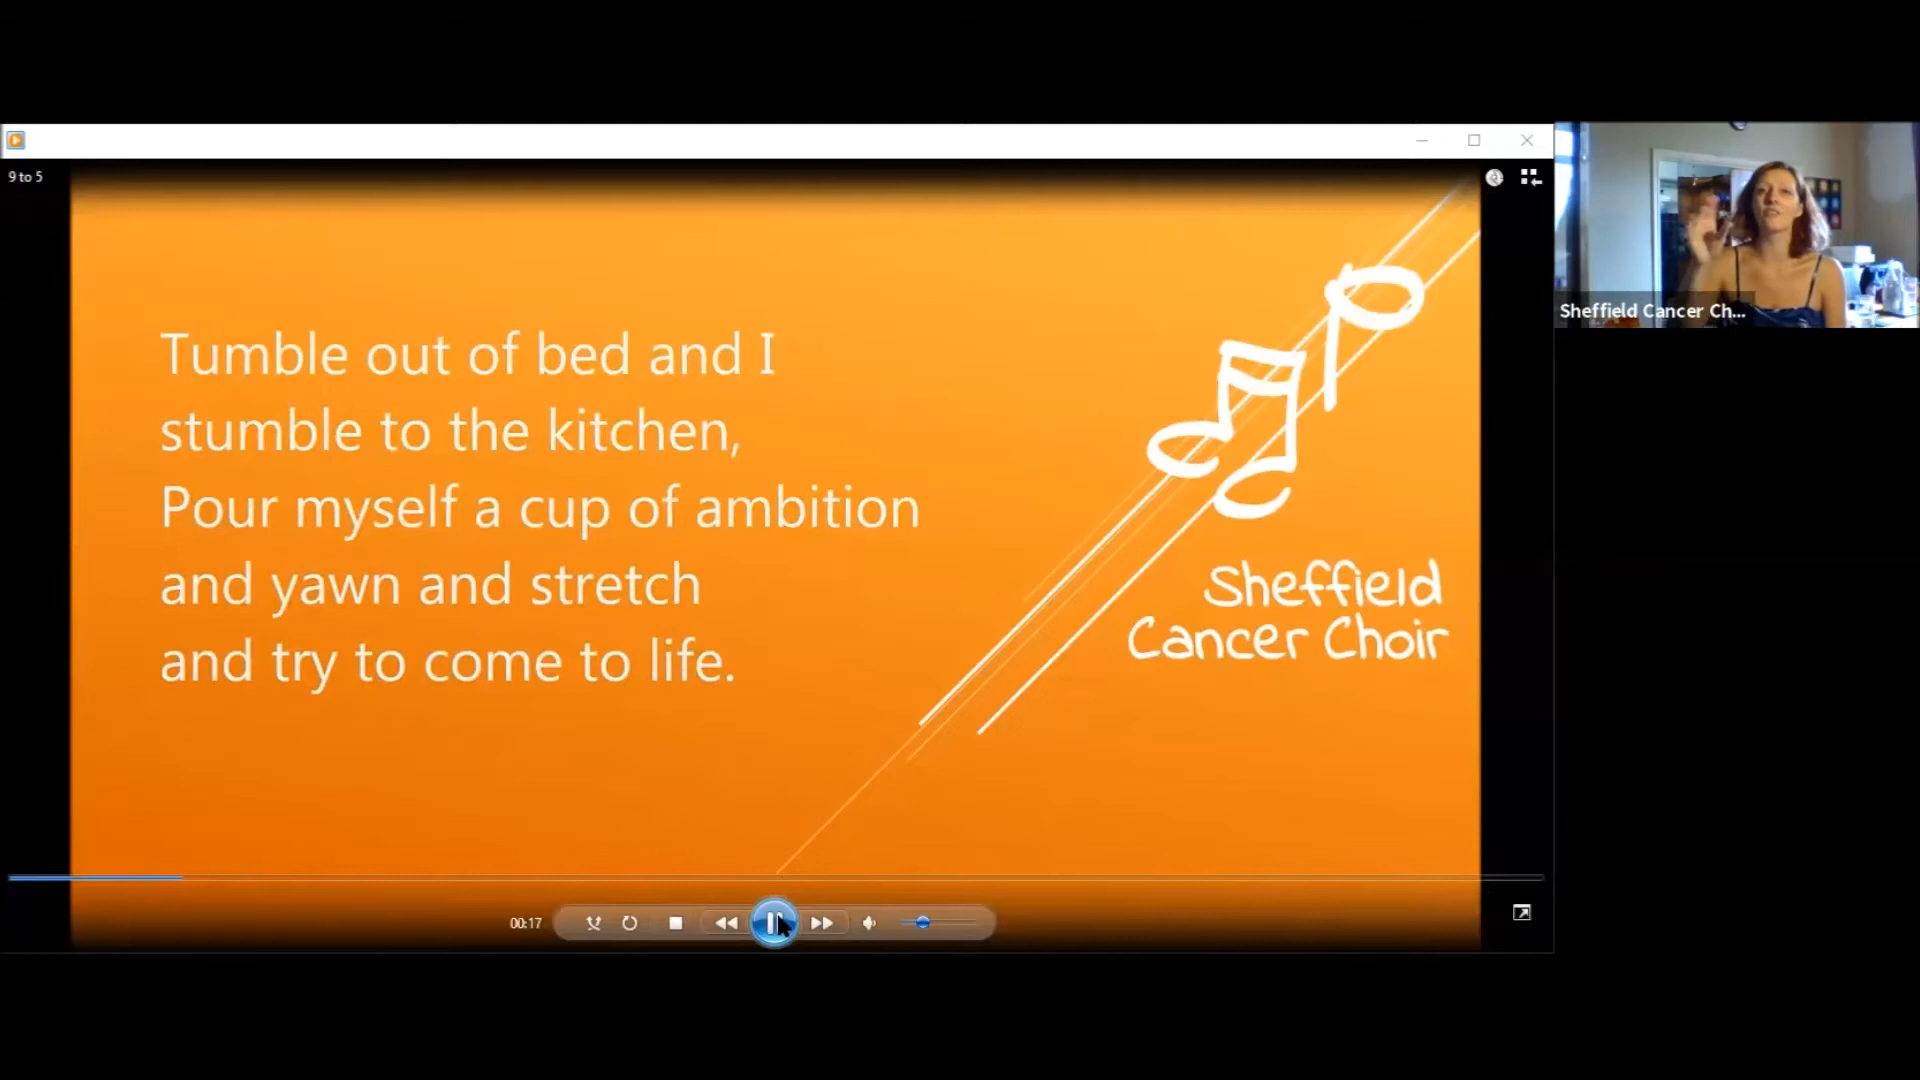 9 to 5
Tumble out of bed and I
stumble to the kitchen,
Pour myself a cup of ambition
and yawn and stretch
and try to come to life.
Sheffield
Cancer Choir
Sheffield Cancer Ch...
00:17